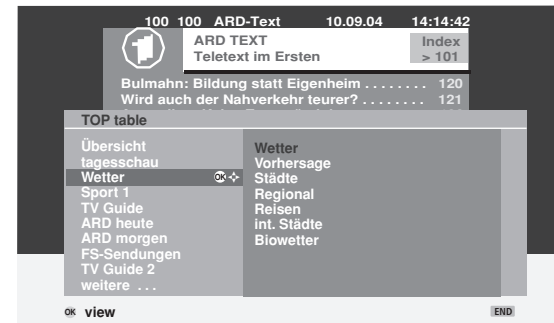 100 100 ARD-Text 10.09.04 14:14:42
ARD TEXT
Teletext im Ersten
Index
> 101
Bulmahn: Bildung statt Eigenheim . . . . . . . . 120
Wird auch der Nahverkehr teurer? . . . . . . . . 121
TOP table
Übersicht
tagesschau
Wetter OK
Sport 1
TV Guide
ARD heute
ARD morgen
FS-Sendungen
TV Guide 2
weitere ...
Wetter
Vorhersage
Städte
Regional
Reisen
int. Städte
Biowetter
OK view
END